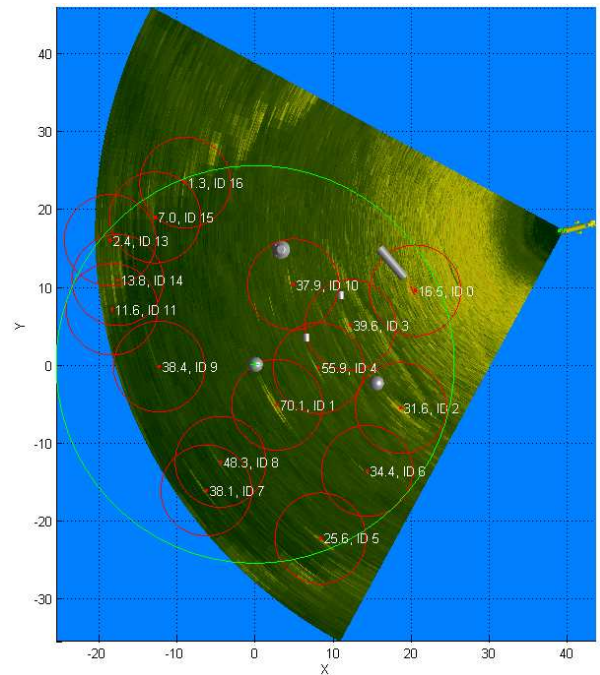 40
30
20
10
0
-10
-20
-30
Y
1.3, ID 16
7.0, ID 15
2.4, ID 13
13.8, ID 14
11.6, ID 11
37.9, ID 10
16.5, ID 0
39.6, ID 3
38.4, ID 9
55.9, ID 4
70.1, ID 1
31.6, ID 2
48.3, ID 8
34.4, ID 6
38.1, ID 7
25.6, ID 5
-20
-10
0
10
20
30
40
X